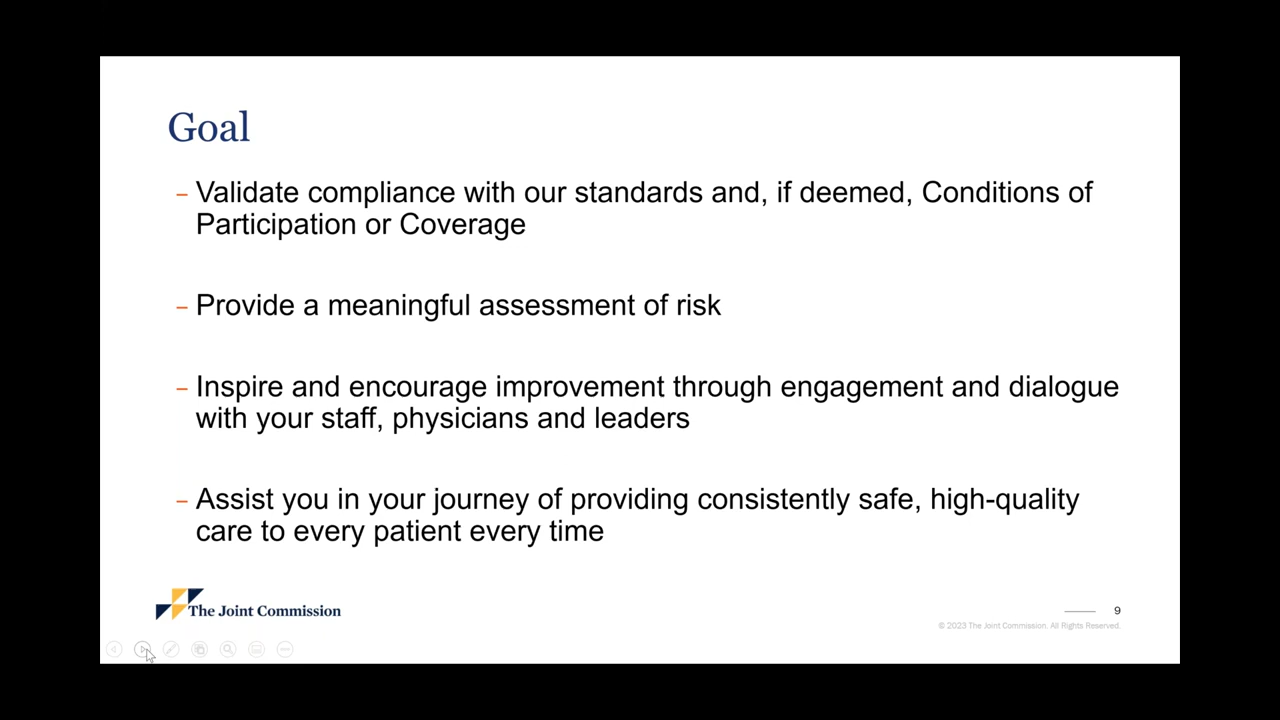 Goal
– Validate compliance with our standards and, if deemed, Conditions of
Participation or Coverage
– Provide a meaningful assessment of risk
– Inspire and encourage improvement through engagement and dialogue
with your staff, physicians and leaders
– Assist you in your journey of providing consistently safe, high-quality
care to every patient every time
The Joint Commission
9
© 2023 The Joint Commission. All Rights Reserved.